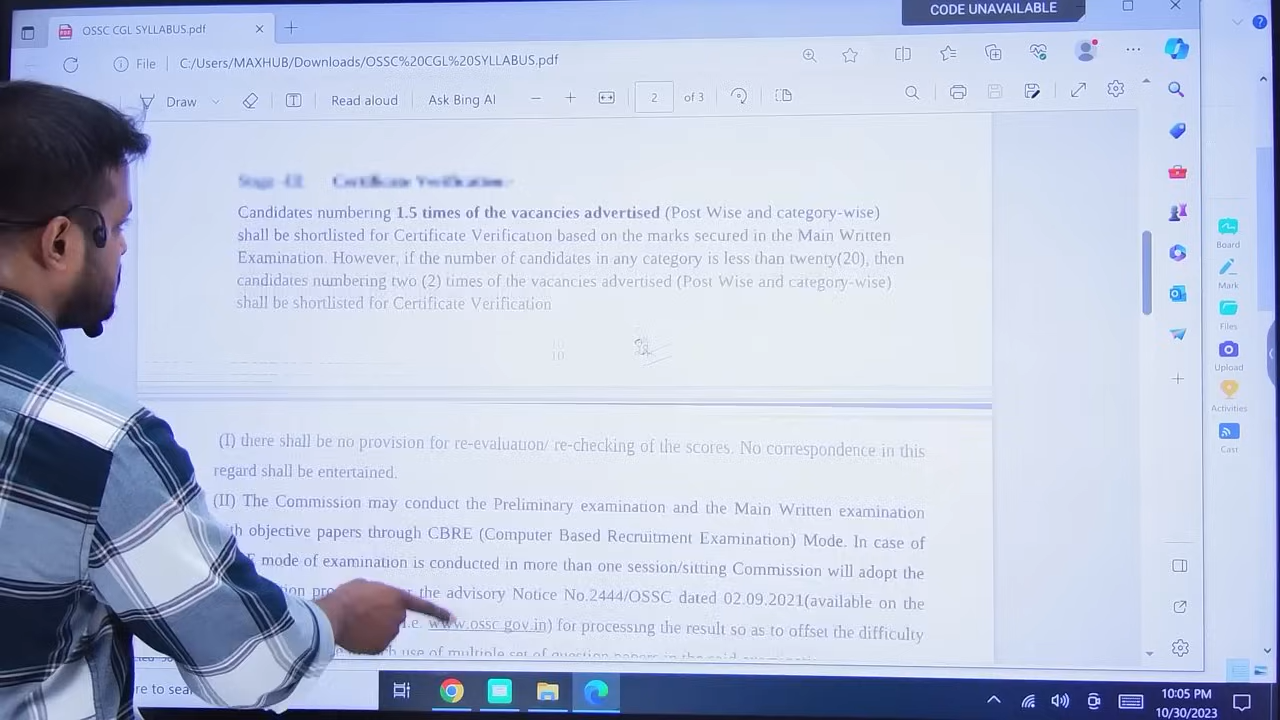 CODE UNAVAILABLE
OSSC CGL SYLLABUS.pdf
File C:/Users/MAXHUB/Downloads/OSSC%20CGL%20SYLLABUS.pdf
Draw Read aloud Ask Bing AI 2 of 3
Certificate Verification
Candidates numbering 1.5 times of the vacancies advertised (Post Wise and category-wise)
shall be shortlisted for Certificate Verification based on the marks secured in the Main Written
Examination. However, if the number of candidates in any category is less than twenty(20), then
candidates numbering two (2) times of the vacancies advertised (Post Wise and category-wise)
shall be shortlisted for Certificate Verification
10
(I) there shall be no provision for re-evaluation/ re-checking of the scores. No correspondence in this
regard shall be entertained.
(II) The Commission may conduct the Preliminary examination and the Main Written examination
objective papers through CBRE (Computer Based Recruitment Examination) Mode. In case of
mode of examination is conducted in more than one session/sitting Commission will adopt the
the advisory Notice No.2444/OSSC dated 02.09.2021(available on the
i.e. www.ossc.gov.in) for processing the result so as to offset the difficulty
use of multiple set of question papers in the said
Board
Mark
Files
Upload
Activities
Cast
10:05 PM
10/30/2023